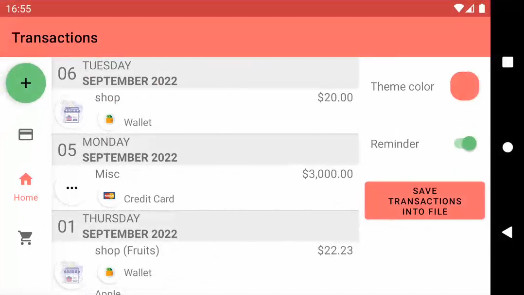 16:55
Transactions
06 TUESDAY
SEPTEMBER 2022
shop $20.00
Wallet
05 MONDAY
SEPTEMBER 2022
Misc $3,000.00
Credit Card
01 THURSDAY
SEPTEMBER 2022
shop (Fruits) $22.23
Wallet
Apple
Home
Theme color
Reminder
SAVE
TRANSACTIONS
INTO FILE